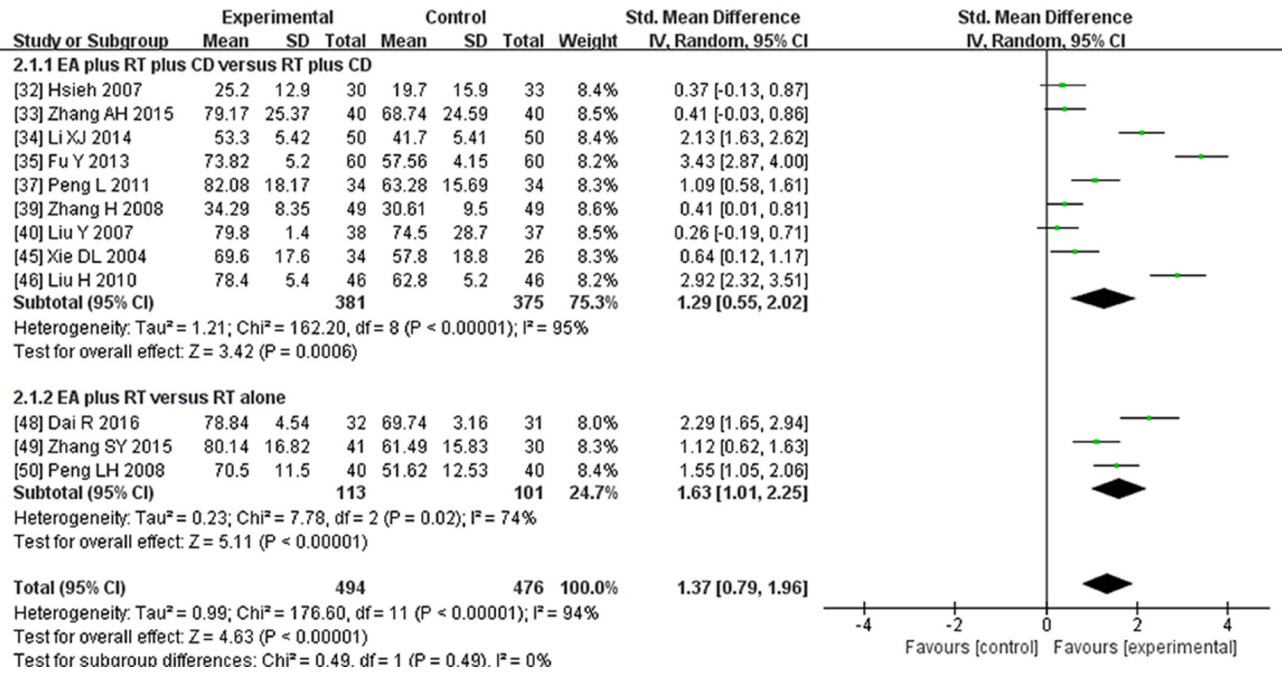 Experimental Control Std. Mean Difference Std. Mean Difference
Study or Subgroup Mean SD Total Mean SD Total Weight IV, Random, 95% CI IV, Random, 95% CI
2.1.1 EA plus RT plus CD versus RT plus CD
[32] Hsieh 2007 25.2 12.9 30 19.7 15.9 33 8.4% 0.37 [-0.13, 0.87]
[33] Zhang AH 2015 79.17 25.37 40 68.74 24.59 40 8.5% 0.41 [-0.03, 0.86]
[34] Li XJ 2014 53.3 5.42 50 41.7 5.41 50 8.4% 2.13 [1.63, 2.62]
[35] Fu Y 2013 73.82 5.2 60 57.56 4.15 60 8.2% 3.43 [2.87, 4.00]
[37] Peng L 2011 82.08 18.17 34 63.28 15.69 34 8.3% 1.09 [0.58, 1.61]
[39] Zhang H 2008 34.29 8.35 49 30.61 9.5 49 8.6% 0.41 [0.01, 0.81]
[40] Liu Y 2007 79.8 1.4 38 74.5 28.7 37 8.5% 0.26 [-0.19, 0.71]
[45] Xie DL 2004 69.6 17.6 34 57.8 18.8 26 8.3% 0.64 [0.12, 1.17]
[46] Liu H 2010 78.4 5.4 46 62.8 5.2 46 8.2% 2.92 [2.32, 3.51]
Subtotal (95% CI) 381 375 75.3% 1.29 [0.55, 2.02]
Heterogeneity: Tau² = 1.21; Chi² = 162.20, df = 8 (P < 0.00001); I² = 95%
Test for overall effect: Z = 3.42 (P = 0.0006)
2.1.2 EA plus RT versus RT alone
[48] Dai R 2016 78.84 4.54 32 69.74 3.16 31 8.0% 2.29 [1.65, 2.94]
[49] Zhang SY 2015 80.14 16.82 41 61.49 15.83 30 8.3% 1.12 [0.62, 1.63]
[50] Peng LH 2008 70.5 11.5 40 51.62 12.53 40 8.4% 1.55 [1.05, 2.06]
Subtotal (95% CI) 113 101 24.7% 1.63 [1.01, 2.25]
Heterogeneity: Tau² = 0.23; Chi² = 7.78, df = 2 (P = 0.02); I² = 74%
Test for overall effect: Z = 5.11 (P < 0.00001)
Total (95% CI) 494 476 100.0% 1.37 [0.79, 1.96]
Heterogeneity: Tau² = 0.99; Chi² = 176.60, df = 11 (P < 0.00001); I² = 94%
Test for overall effect: Z = 4.63 (P < 0.00001)
Test for subgroup differences: Chi² = 0.49, df = 1 (P = 0.49), I² = 0%
-4 -2 0 2 4
Favours [control] Favours [experimental]